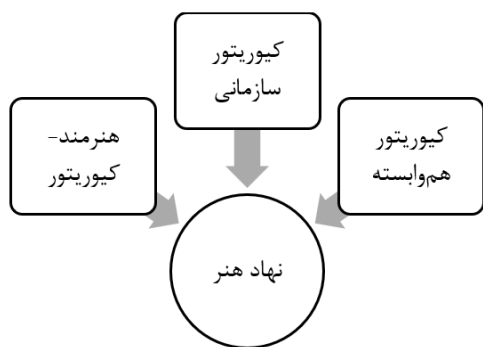 کیوریتور
سازمانی
کیوریتور
هم‌وابسته
هنرمند-
کیوریتور
نهاد هنر